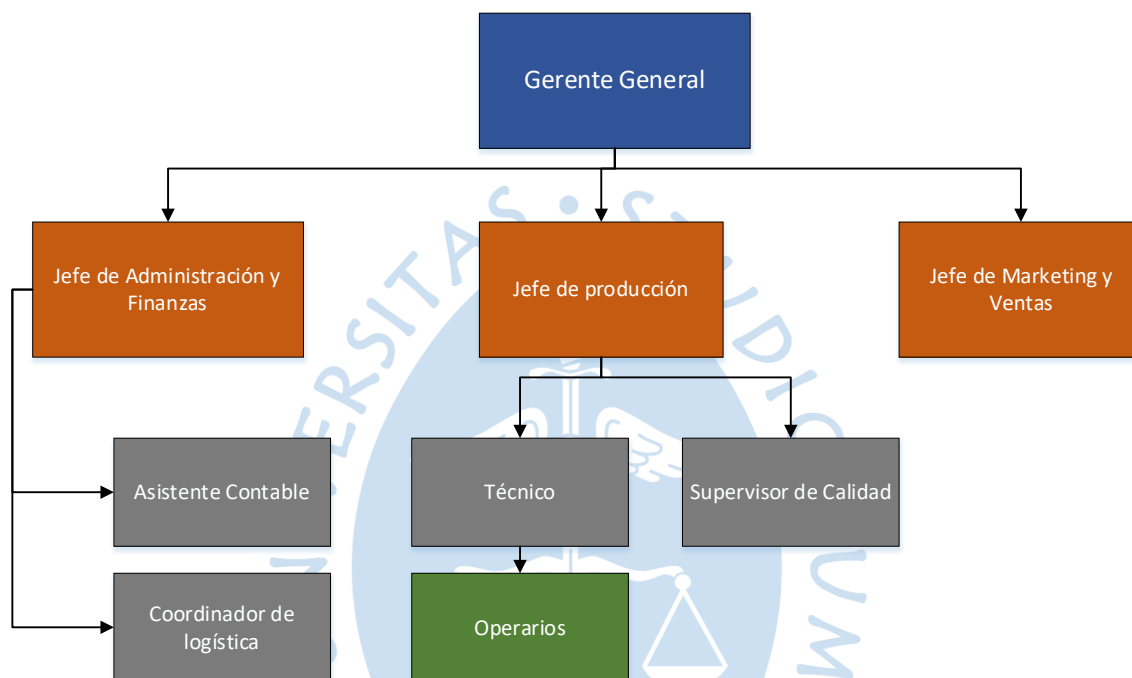 Gerente General
Jefe de Administración y
Finanzas
Jefe de producción
Jefe de Marketing y
Ventas
Asistente Contable
Técnico
Supervisor de Calidad
Coordinador de
logística
Operarios